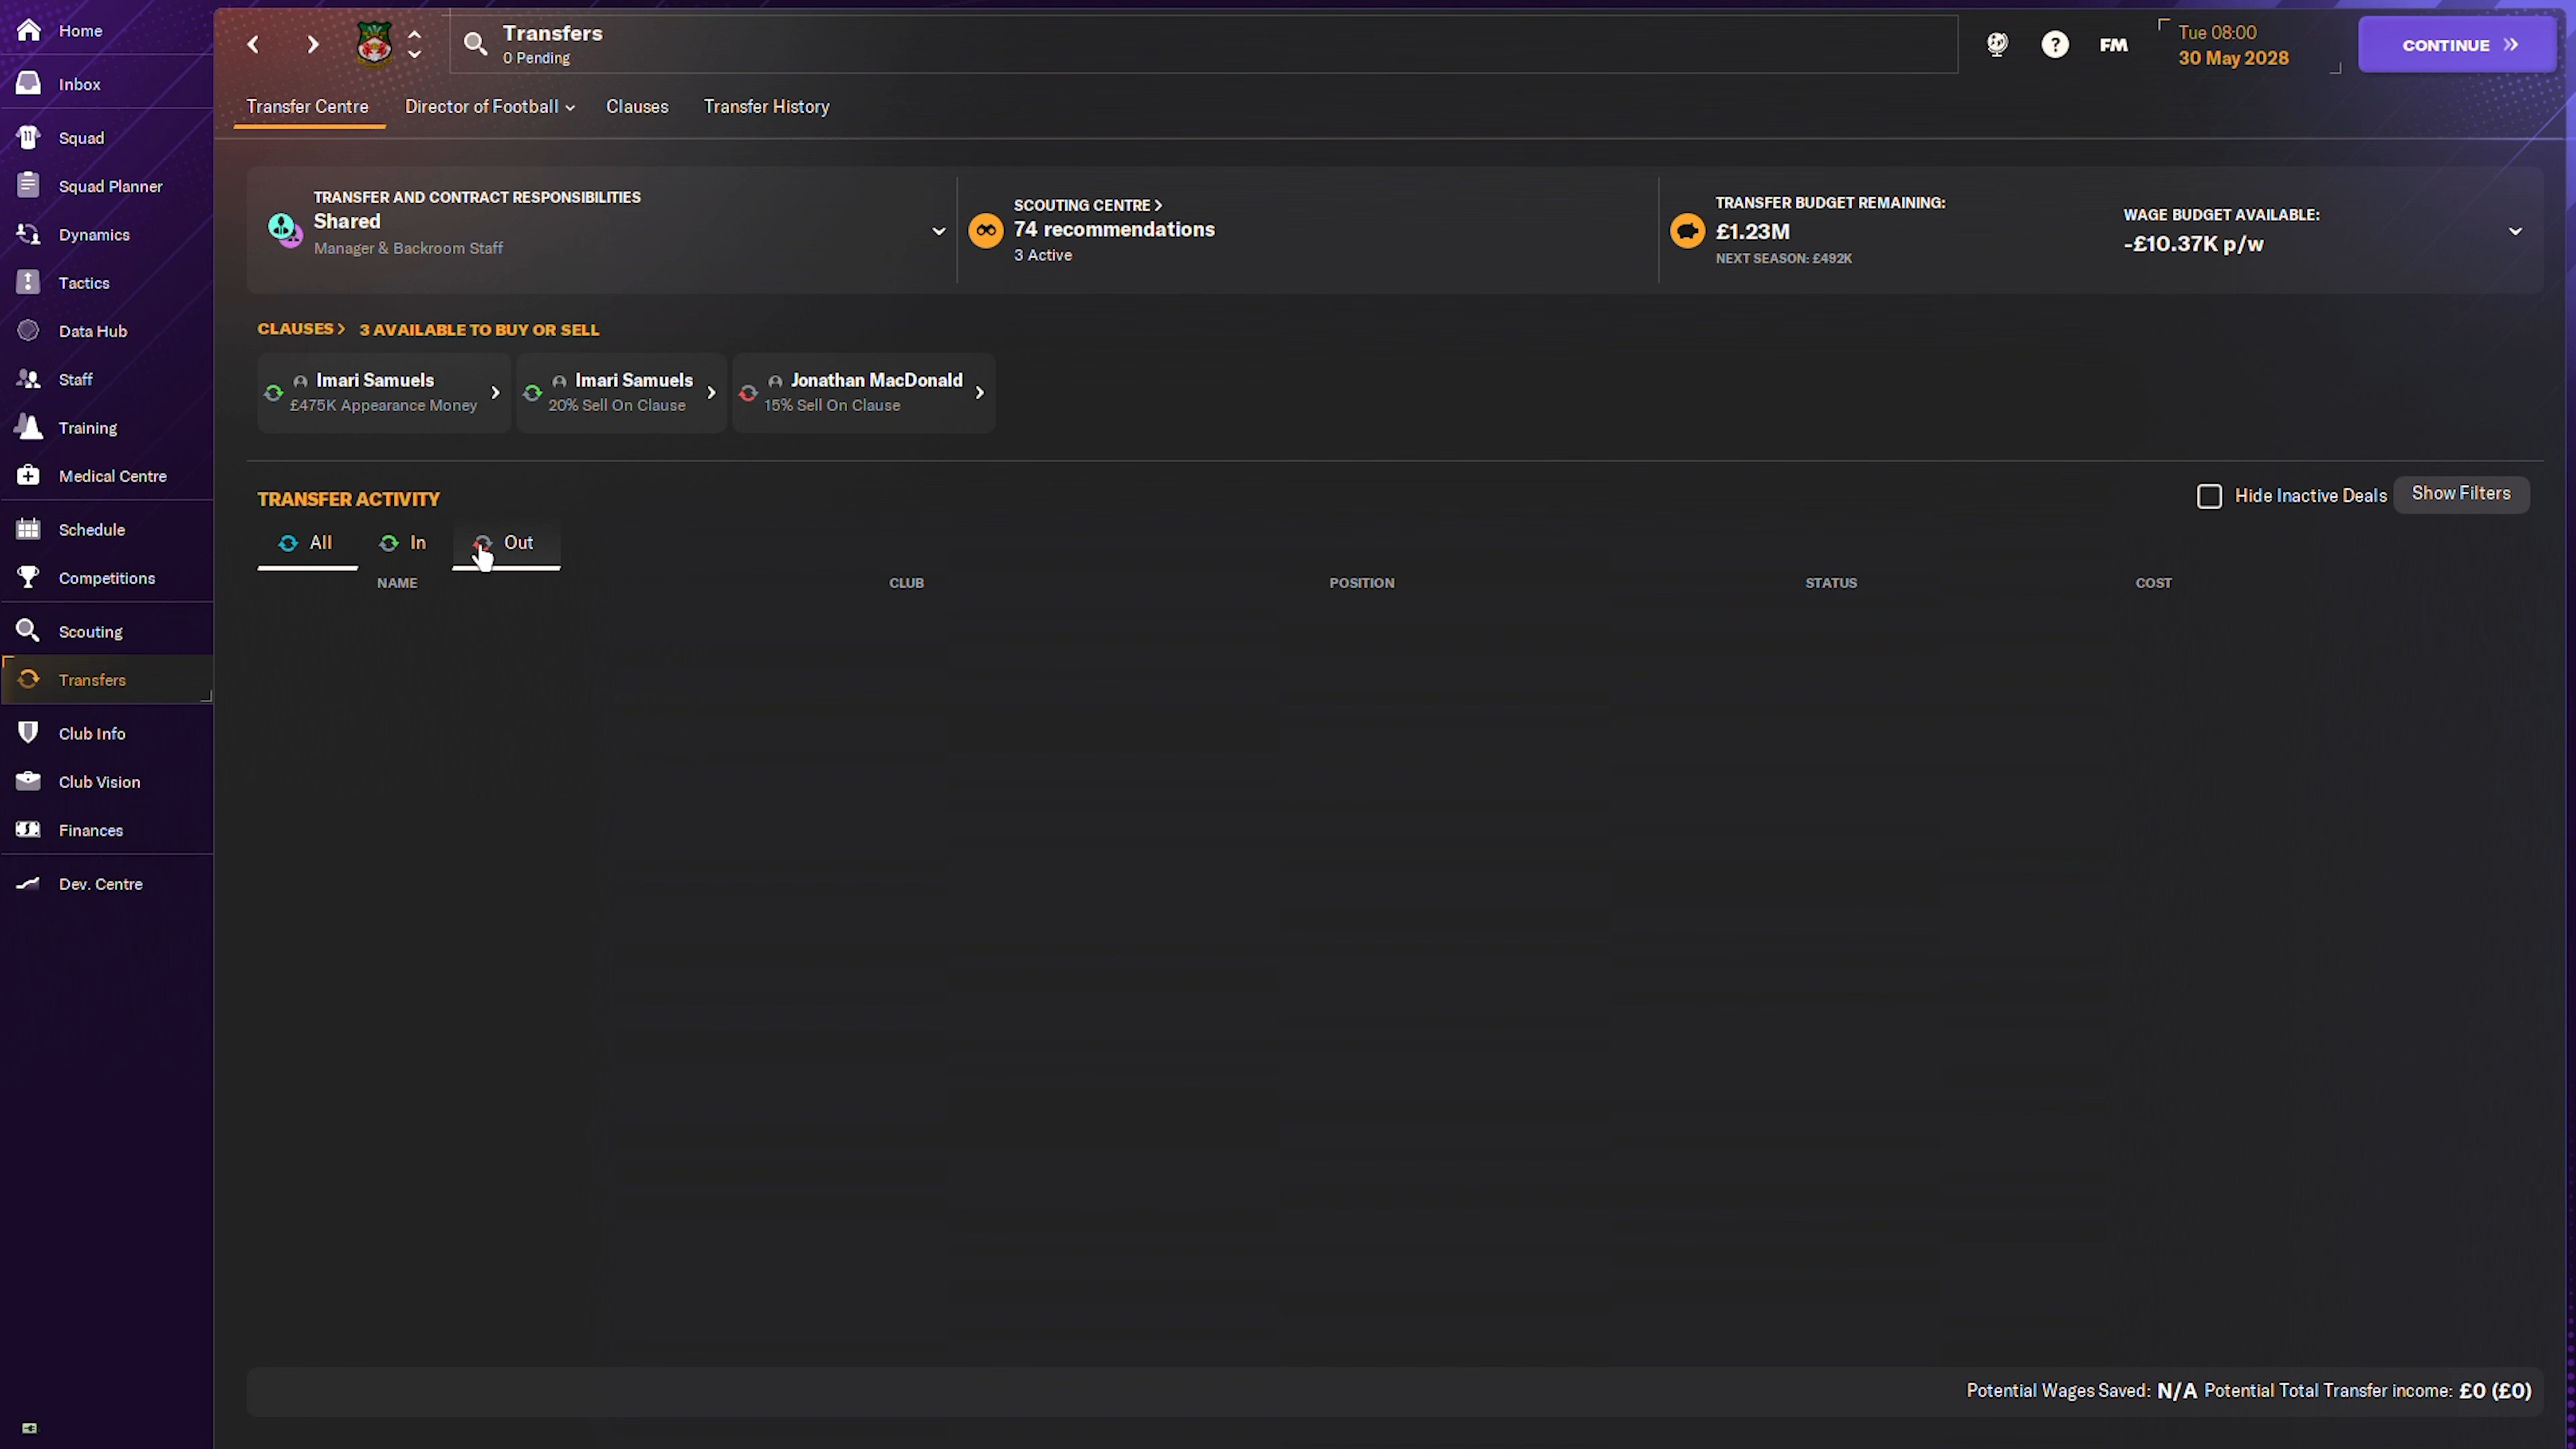 Home
Inbox
Squad
Squad Planner
Dynamics
Tactics
Data Hub
Staff
Training
Medical Centre
Schedule
Competitions
Scouting
Transfers
Club Info
Club Vision
Finances
Dev. Centre
Transfers
0 Pending
?
FM
Tue 08:00
30 May 2028
CONTINUE
Transfer Centre
Director of Football
Clauses
Transfer History
TRANSFER AND CONTRACT RESPONSIBILITIES
Shared
Manager & Backroom Staff
SCOUTING CENTRE >
74 recommendations
3 Active
TRANSFER BUDGET REMAINING:
£1.23M
NEXT SEASON: £492K
WAGE BUDGET AVAILABLE:
-£10.37K p/w
CLAUSES > 3 AVAILABLE TO BUY OR SELL
Imari Samuels
£475K Appearance Money
Imari Samuels
20% Sell On Clause
Jonathan MacDonald
15% Sell On Clause
TRANSFER ACTIVITY
Hide Inactive Deals
Show Filters
All
In
Out
NAME
CLUB
POSITION
STATUS
COST
Potential Wages Saved: N/A Potential Total Transfer income: £0 (£0)